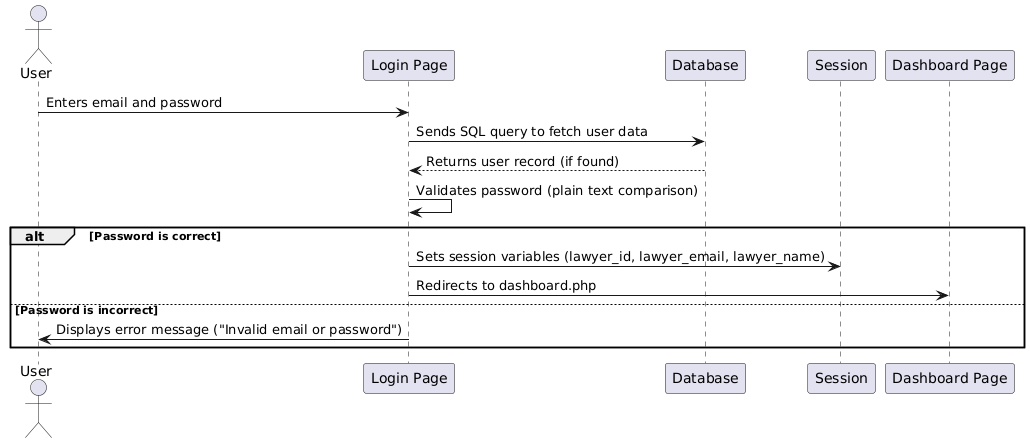 User
Login Page
Database
Session
Dashboard Page
Enters email and password
Sends SQL query to fetch user data
Returns user record (if found)
Validates password (plain text comparison)
alt
[Password is correct]
Sets session variables (lawyer_id, lawyer_email, lawyer_name)
Redirects to dashboard.php
[Password is incorrect]
Displays error message ("Invalid email or password")
User
Login Page
Database
Session
Dashboard Page